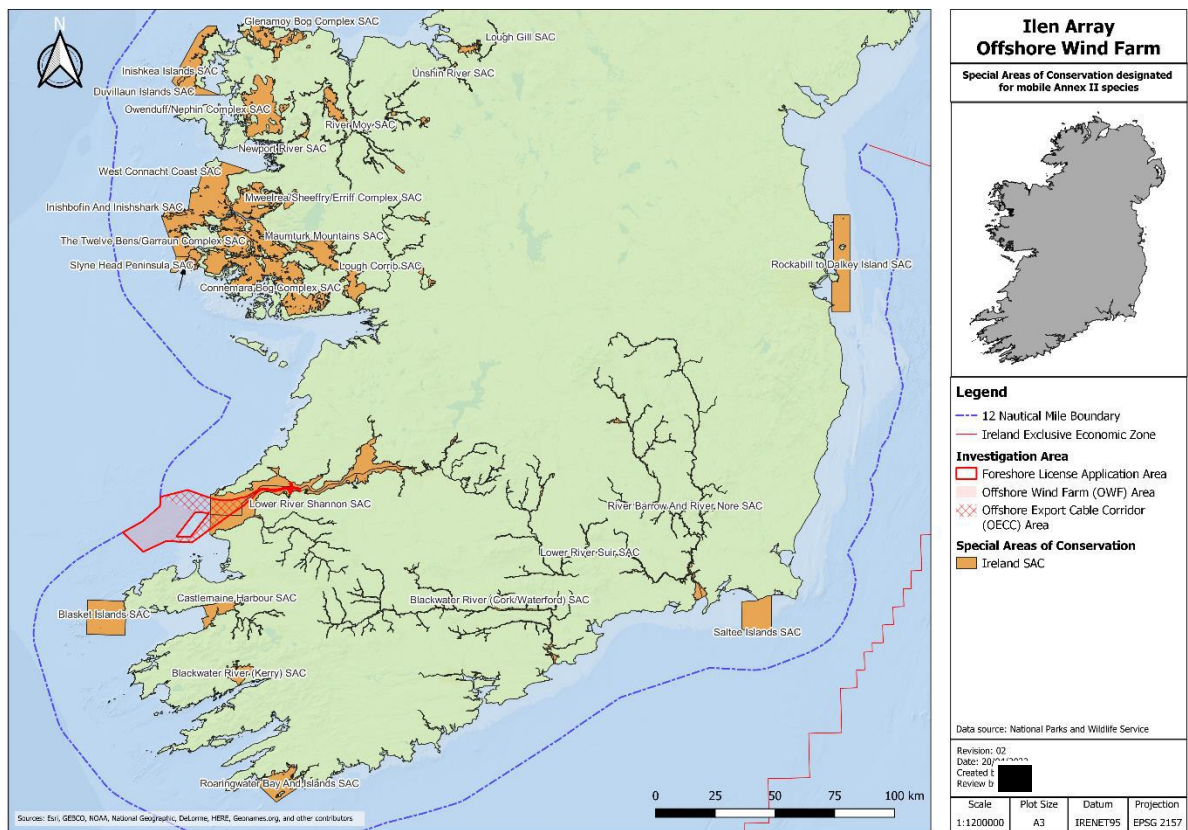 N
Glenamoy Bog Complex SAC
Lough Gill SAC
Inishkea Islands SAC
Unshin River SAC
Duvillaun Islands SAC
Owenduff/Nephin Complex SAC
River Moy SAC
Newport River SAC
West Connacht Coast SAC
Mweelrea/Sheeffry/Erriff Complex SAC
Inishbofin And Inishshark SAC
Maumturk Mountains SAC
The Twelve Bens/Garraun Complex SAC
Slyne Head Peninsula SAC
Lough Corrib SAC
Rockabill to Dalkey Island SAC
Connemara Bog Complex SAC
Lower River Shannon SAC
River Barrow And River Nore SAC
Lower River Suir SAC
Castlemaine Harbour SAC
Blackwater River (Cork/Waterford) SAC
Blasket Islands SAC
Saltee Islands SAC
Blackwater River (Kerry) SAC
Roaringwater Bay And Islands SAC
0 25 50 75 100 km
Sources: Esri, GEBCO, NOAA, National Geographic, DeLorme, HERE, Geonames.org, and other contributors
Ilen Array
Offshore Wind Farm
Special Areas of Conservation designated
for mobile Annex II species
Legend
12 Nautical Mile Boundary
Ireland Exclusive Economic Zone
Investigation Area
Foreshore License Application Area
Offshore Wind Farm (OWF) Area
Offshore Export Cable Corridor
(OECC) Area
Special Areas of Conservation
Ireland SAC
Data source: National Parks and Wildlife Service
Revision: 02
Date:
Created
Review
Scale Plot Size Datum Projection
1:1200000 A3 IRENET95 EPSG 2157